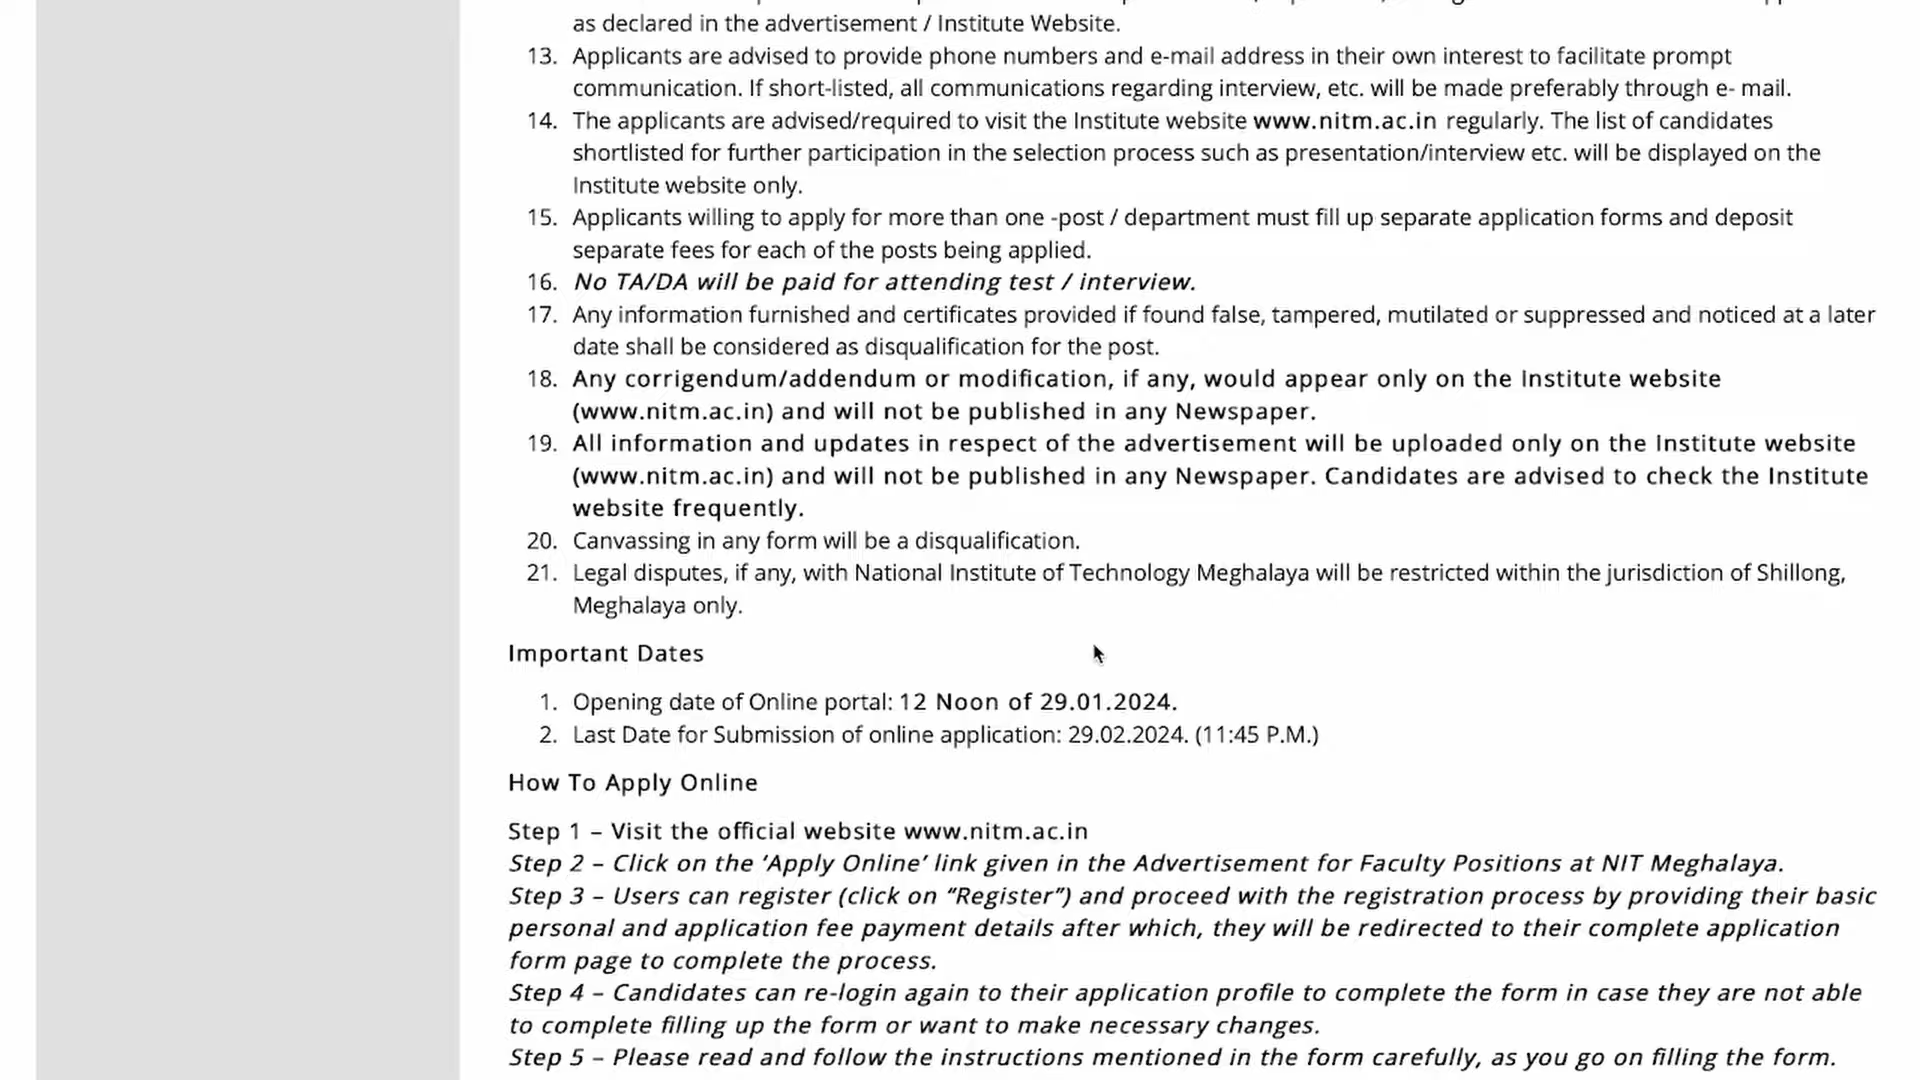 as declared in the advertisement / Institute Website.
13. Applicants are advised to provide phone numbers and e-mail address in their own interest to facilitate prompt
communication. If short-listed, all communications regarding interview, etc. will be made preferably through e- mail.
14. The applicants are advised/required to visit the Institute website www.nitm.ac.in regularly. The list of candidates
shortlisted for further participation in the selection process such as presentation/interview etc. will be displayed on the
Institute website only.
15. Applicants willing to apply for more than one -post / department must fill up separate application forms and deposit
separate fees for each of the posts being applied.
16. No TA/DA will be paid for attending test / interview.
17. Any information furnished and certificates provided if found false, tampered, mutilated or suppressed and noticed at a later
date shall be considered as disqualification for the post.
18. Any corrigendum/addendum or modification, if any, would appear only on the Institute website
(www.nitm.ac.in) and will not be published in any Newspaper.
19. All information and updates in respect of the advertisement will be uploaded only on the Institute website
(www.nitm.ac.in) and will not be published in any Newspaper. Candidates are advised to check the Institute
website frequently.
20. Canvassing in any form will be a disqualification.
21. Legal disputes, if any, with National Institute of Technology Meghalaya will be restricted within the jurisdiction of Shillong,
Meghalaya only.
Important Dates
1. Opening date of Online portal: 12 Noon of 29.01.2024.
2. Last Date for Submission of online application: 29.02.2024. (11:45 P.M.)
How To Apply Online
Step 1 – Visit the official website www.nitm.ac.in
Step 2 – Click on the ‘Apply Online’ link given in the Advertisement for Faculty Positions at NIT Meghalaya.
Step 3 – Users can register (click on “Register”) and proceed with the registration process by providing their basic
personal and application fee payment details after which, they will be redirected to their complete application
form page to complete the process.
Step 4 – Candidates can re-login again to their application profile to complete the form in case they are not able
to complete filling up the form or want to make necessary changes.
Step 5 – Please read and follow the instructions mentioned in the form carefully, as you go on filling the form.